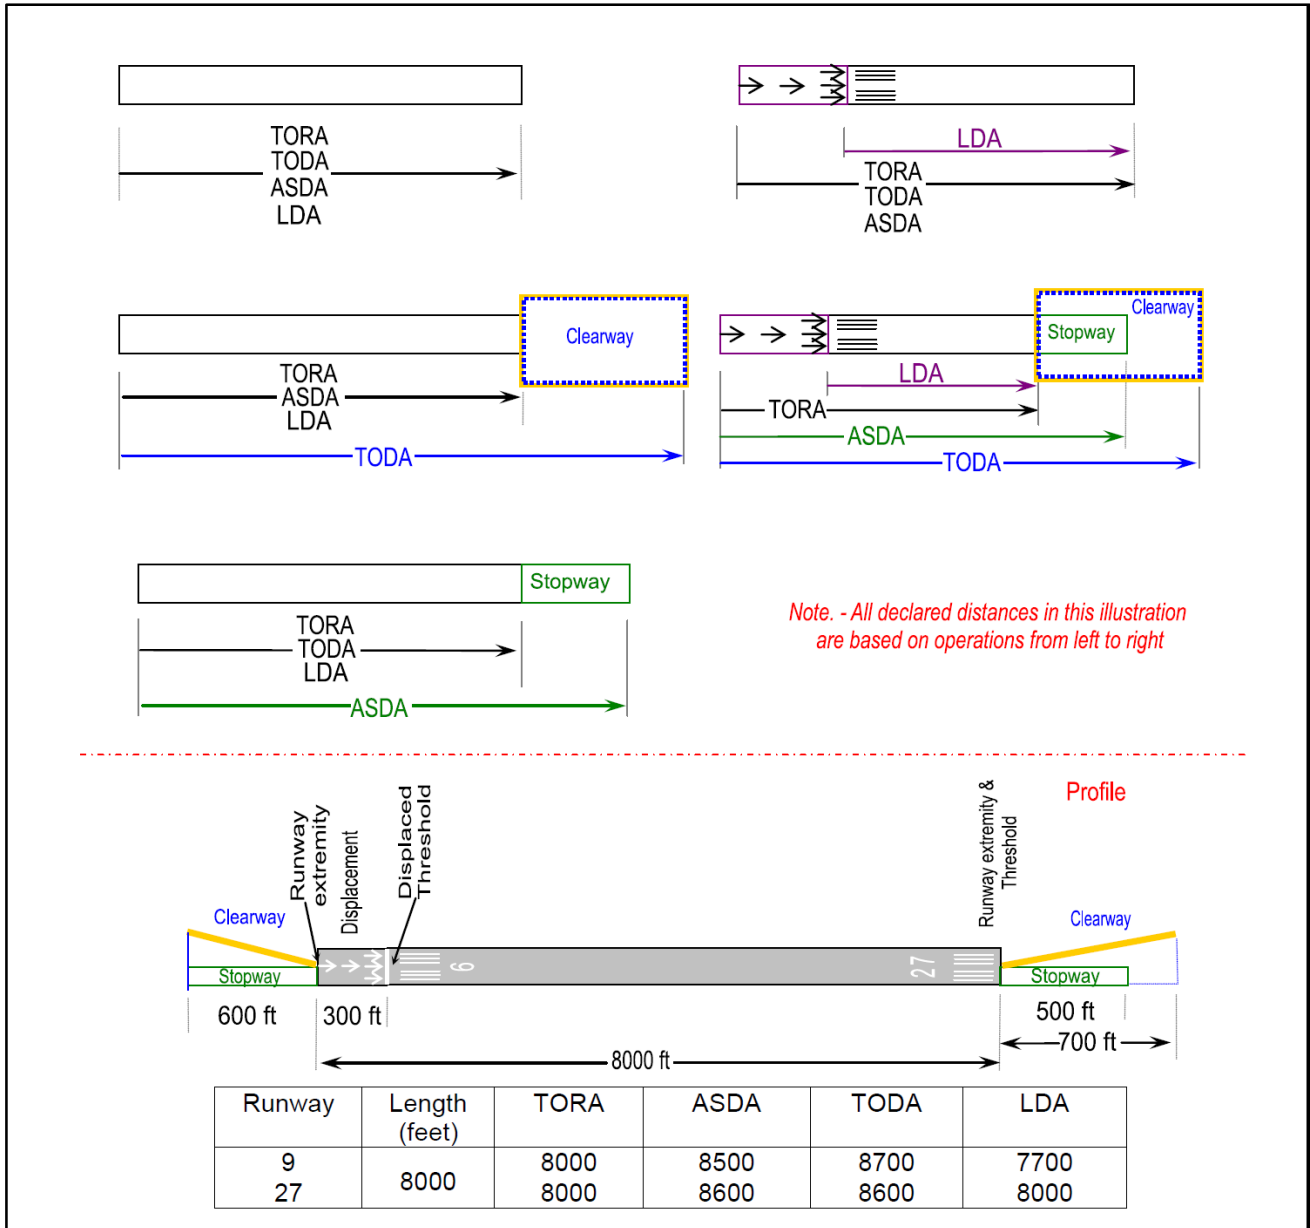 TORA
TODA
ASDA
LDA
LDA
TORA
TODA
ASDA
Clearway
TORA
ASDA
LDA
TODA
Clearway
Stopway
LDA
TORA
ASDA
TODA
Stopway
TORA
TODA
LDA
ASDA
Note. - All declared distances in this illustration
are based on operations from left to right
Profile
Runway
extremity
Displacement
Displaced
Threshold
Runway extremity &
Threshold
Clearway
Clearway
Stopway
9
27
Stopway
600 ft
300 ft
500 ft
700 ft
8000 ft
Runway Length (feet) TORA ASDA TODA LDA
9 8000 8000 8500 8700 7700
27 8000 8600 8600 8000